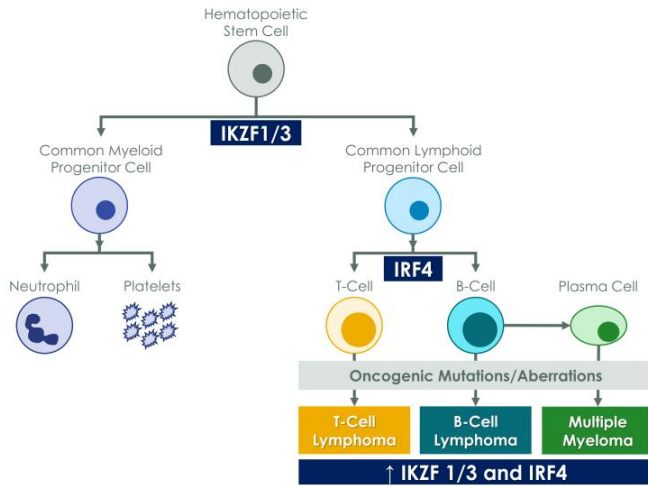 Hematopoietic
Stem Cell
IKZF1/3
Common Myeloid
Progenitor Cell
Common Lymphoid
Progenitor Cell
IRF4
Neutrophil
Platelets
T-Cell
B-Cell
Plasma Cell
Oncogenic Mutations/Aberrations
T-Cell
Lymphoma
B-Cell
Lymphoma
Multiple
Myeloma
↑ IKZF 1/3 and IRF4